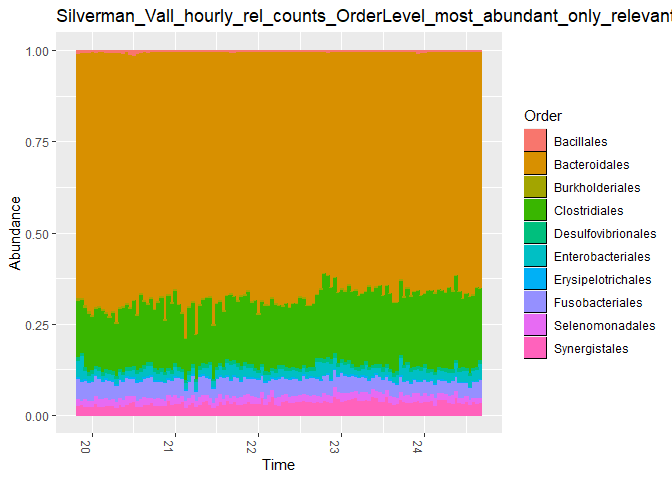 Silverman_Vall_hourly_rel_counts_OrderLevel_most_abundant_only_relevant
1.00
0.75
0.50
0.25
0.00
Abundance
20
21
22
23
24
Time
Order
Bacillales
Bacteroidales
Burkholderiales
Clostridiales
Desulfovibrionales
Enterobacteriales
Erysipelotrichales
Fusobacteriales
Selenomonadales
Synergistales